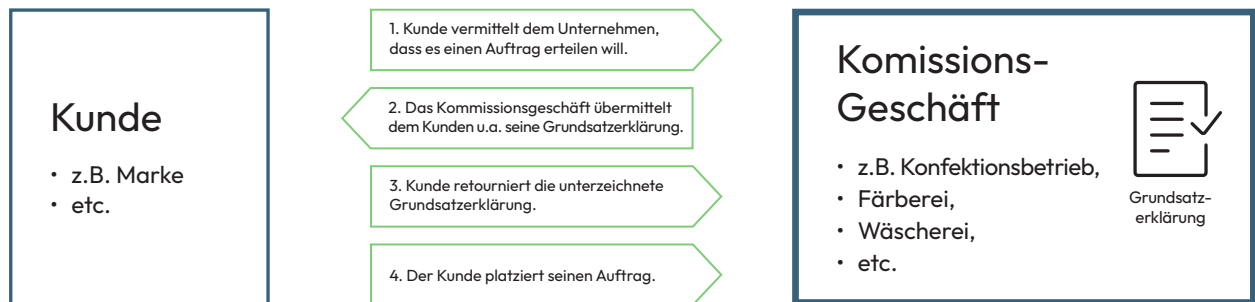 Kunde
• z.B. Marke
• etc.
1. Kunde vermittelt dem Unternehmen,
dass es einen Auftrag erteilen will.
2. Das Kommissionsgeschäft übermittelt
dem Kunden u.a. seine Grundsatzerklärung.
3. Kunde retourniert die unterzeichnete
Grundsatzerklärung.
4. Der Kunde platziert seinen Auftrag.
Komissions-
Geschäft
• z.B. Konfektionsbetrieb,
• Färberei,
• Wäscherei,
• etc.
Grundsatz-
erklärung